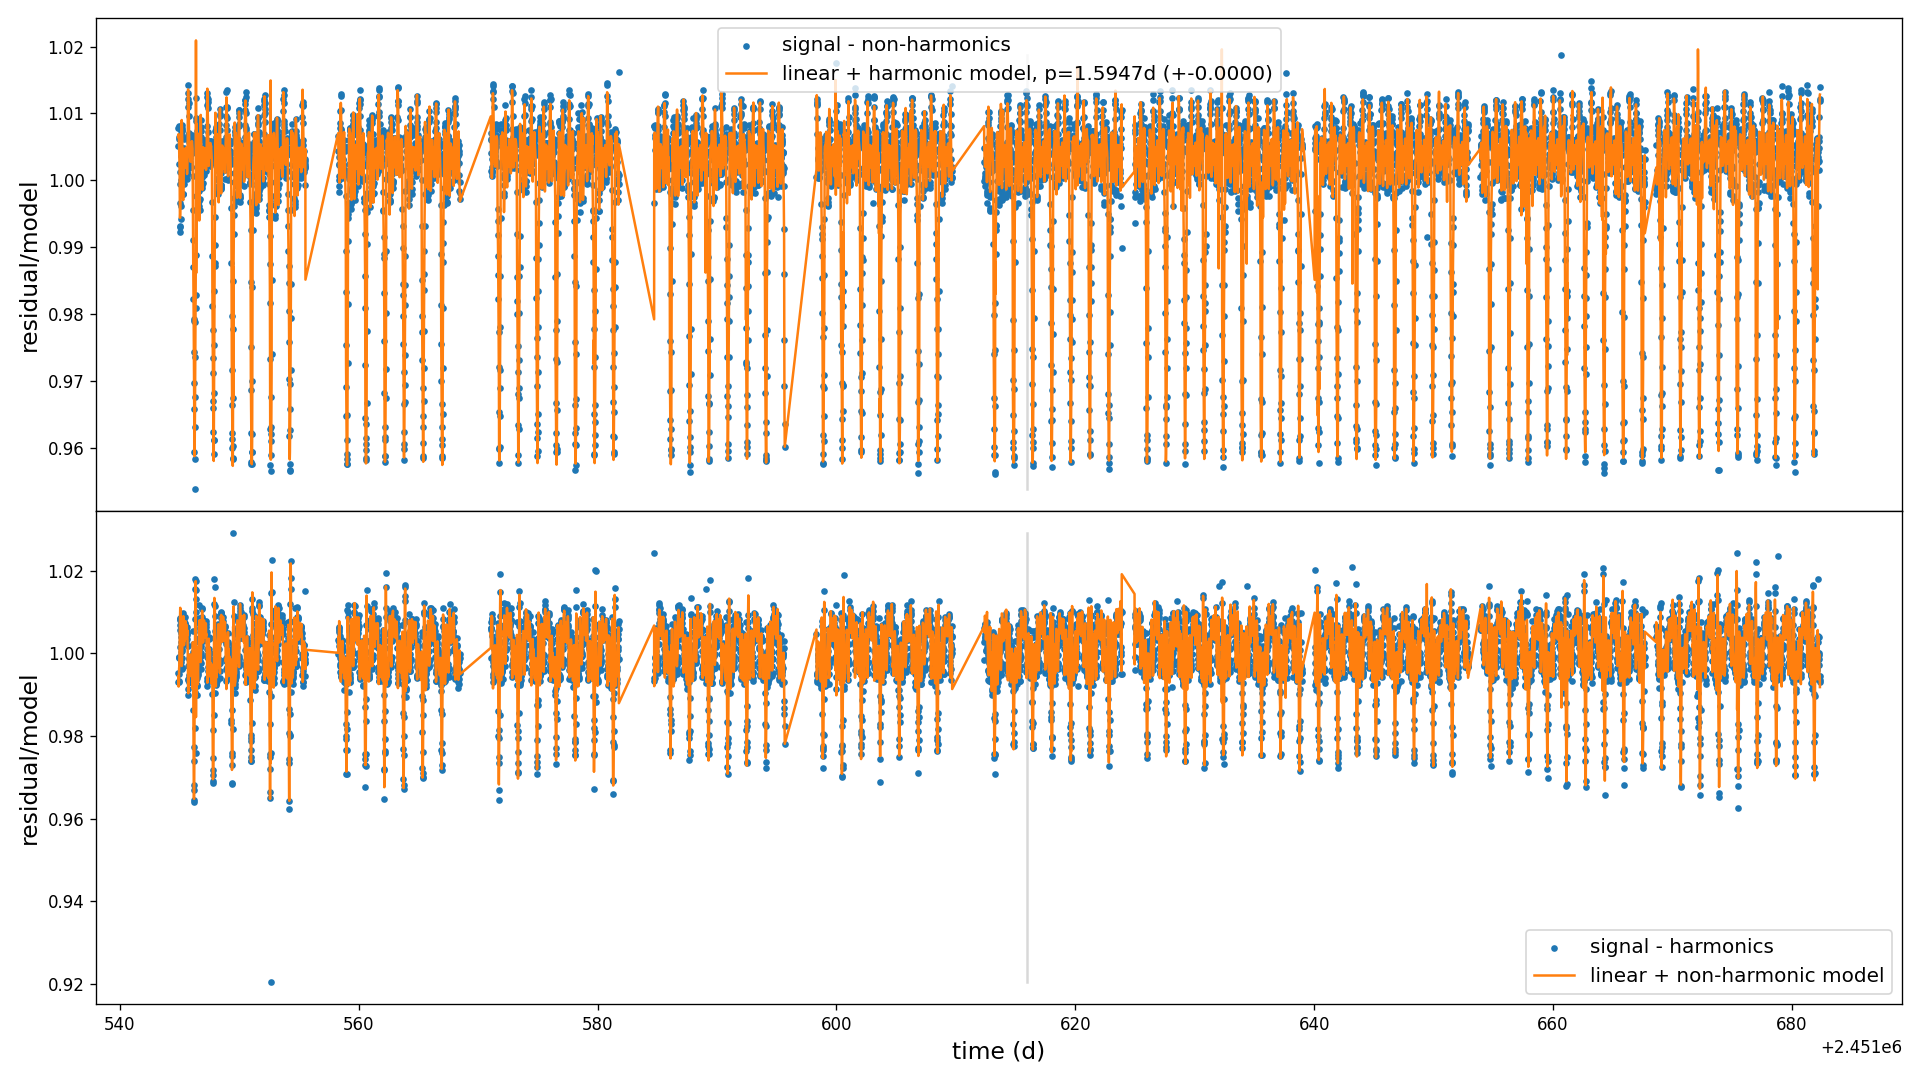 signal - non-harmonics
linear + harmonic model, p=1.5947d (+-0.0000)
1.02
1.01
1.00
0.99
0.98
0.97
0.96
residual/model
signal - harmonics
linear + non-harmonic model
1.02
1.00
0.98
0.96
0.94
0.92
residual/model
540 560 580 600 620 640 660 680
time (d)
+2.451e6